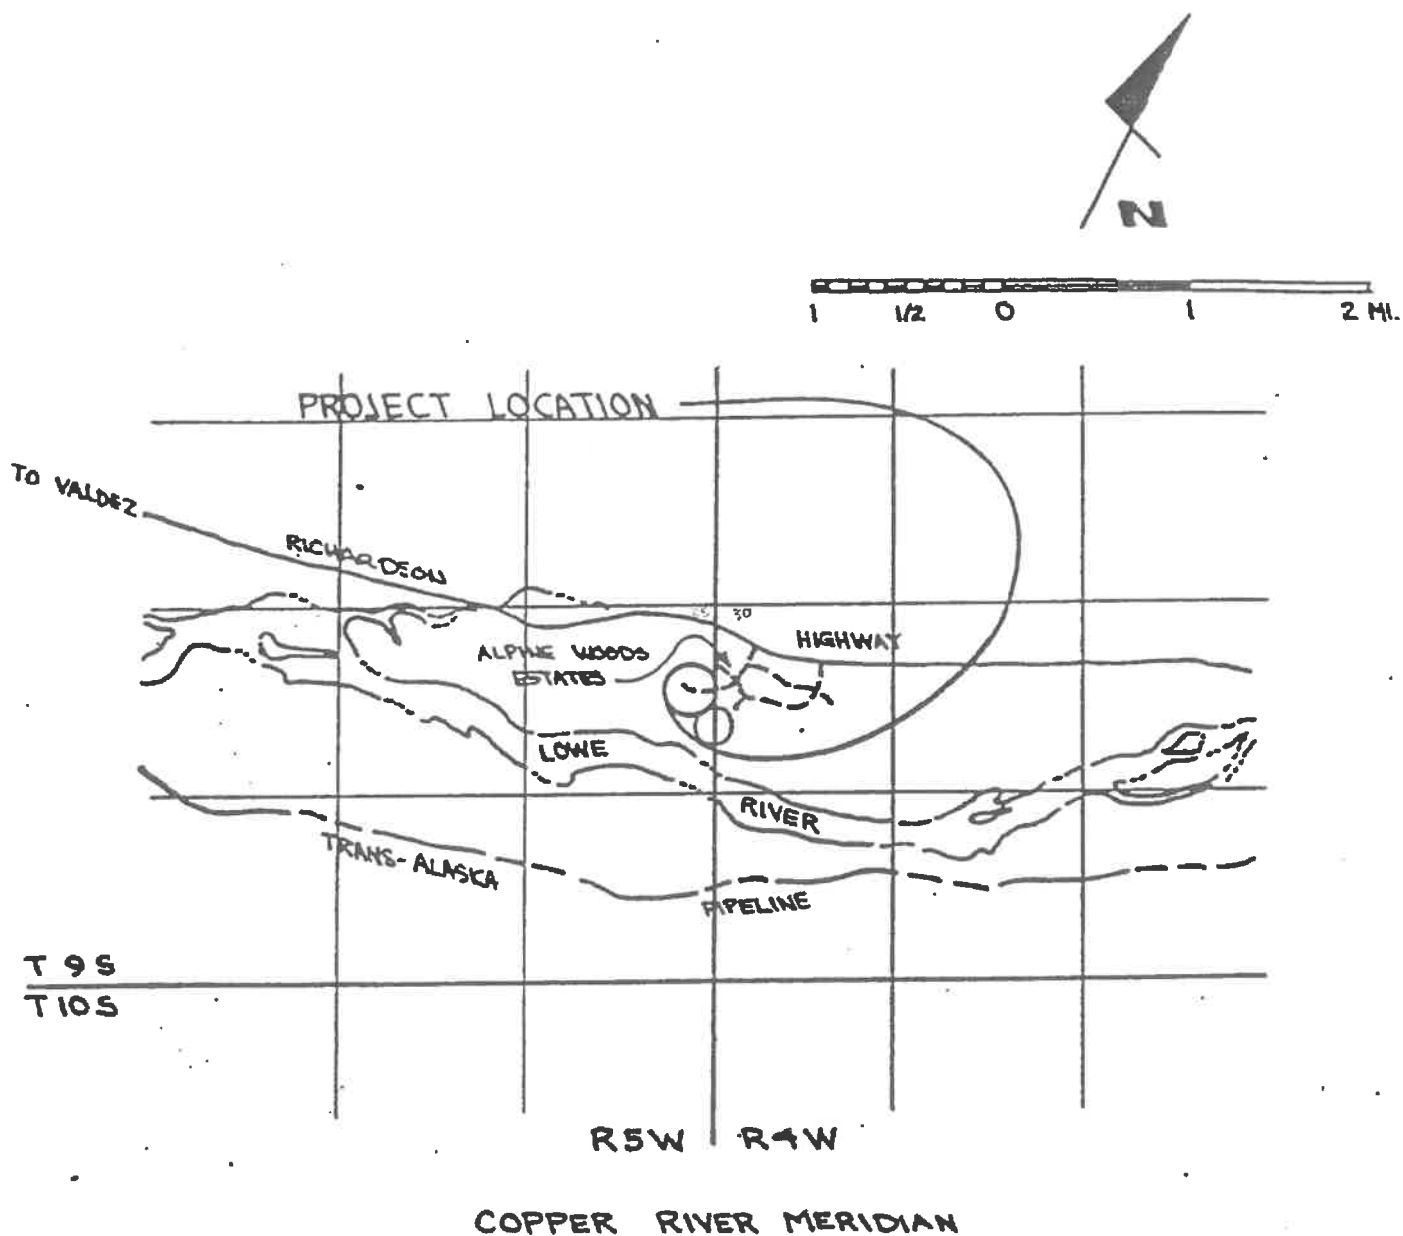 N
1 1/2 0 1 2 MI.
PROJECT LOCATION
TO VALDEZ
RICHARDSON
30
HIGHWAY
ALPINE WOODS
ESTATES
LOWE
RIVER
TRANS-ALASKA
PIPELINE
T 9 S
T 10 S
R5W R4W
COPPER RIVER MERIDIAN